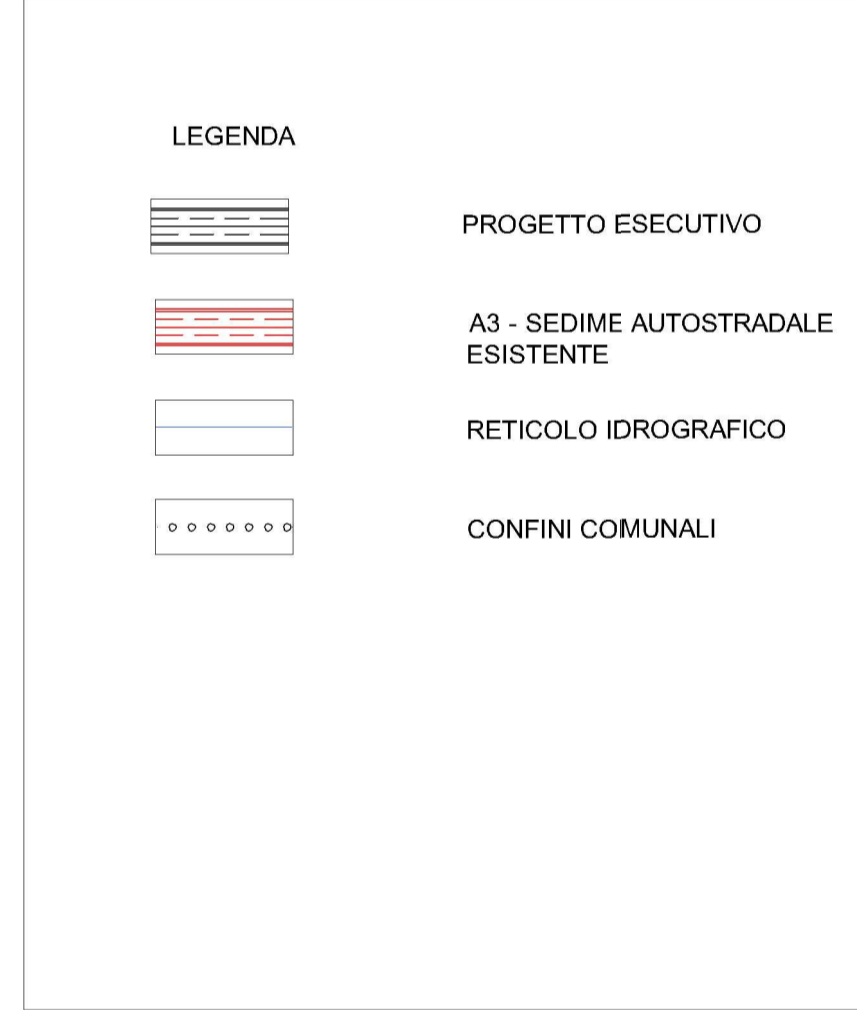 LEGENDA
PROGETTO ESECUTIVO
A3 - SEDIME AUTOSTRADALE
ESISTENTE
RETICOLO IDROGRAFICO
CONFINI COMUNALI